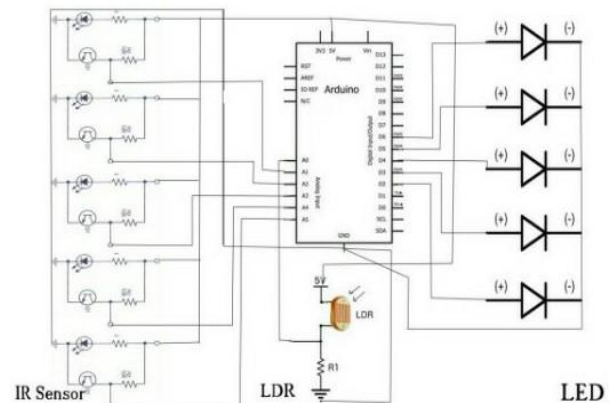 3V3 5V Vin
Power
RST
AREF
IO REF
N/C
Arduino
D13
D12
D11
D10
D9
D8
D7
D6
D5
D4
D3
D2
D1
D0
SCL
SDA
Digital Input/Output
A0
A1
A2
A3
A4
A5
Analog Input
GND
(+) (-)
(+) (-)
(+) (-)
(+) (-)
(+) (-)
5V
LDR
R1
IR Sensor
LDR
LED